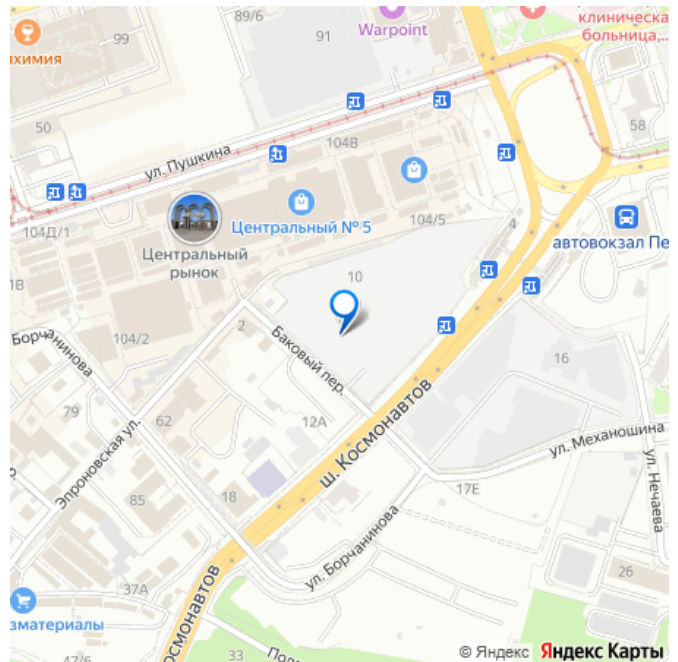 89/6
клиническа
больница,...
99
91
Warpoint
химия
50
58
104В
ул. Пушкина
104Д/1
104/5
4
Центральный № 5
автовокзал Пе
Центральный
рынок
1В
10
Борчанинова
104/2
2
Баковый пер.
16
79
62
12А
ш. Космонавтов
ул. Механошина
Эпроновская ул.
ул. Нечаева
85
18
17Е
ул. Борчанинова
37А
26
зматериалы
осмонавтов
47/6
33
© Яндекс Яндекс Карты